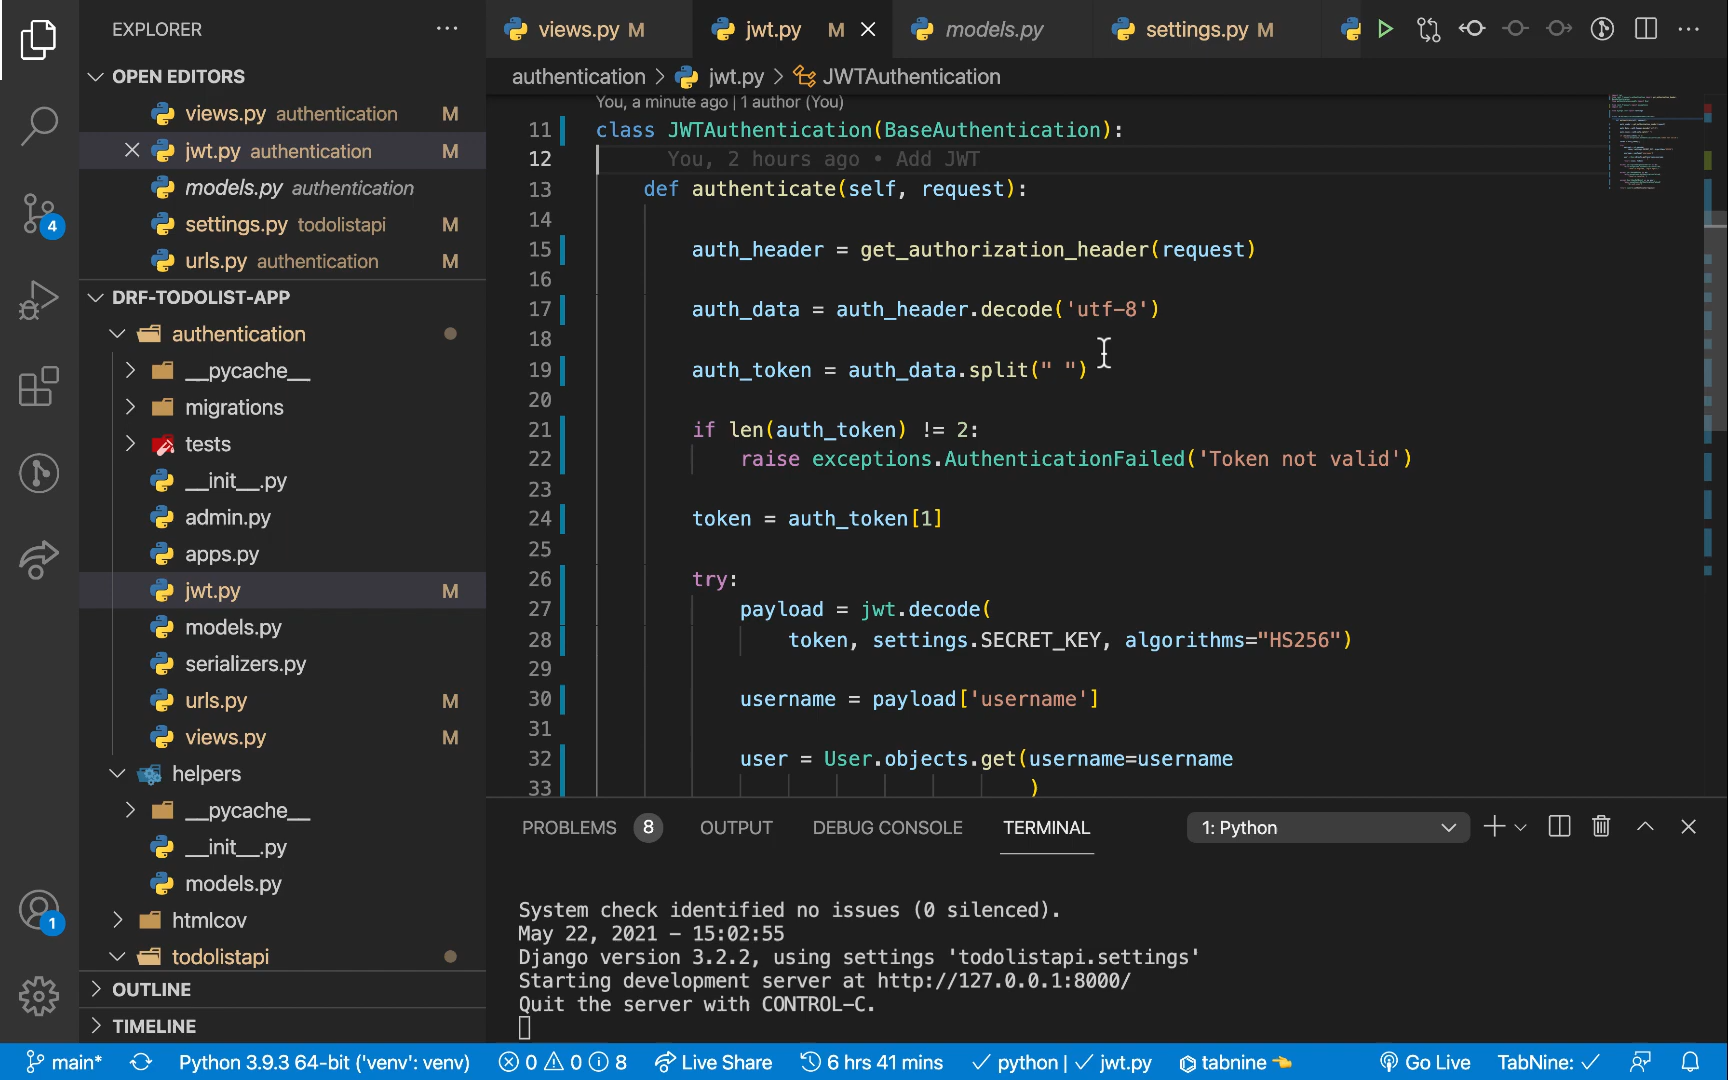 EXPLORER
OPEN EDITORS
views.py authentication M
jwt.py authentication M
models.py authentication
settings.py todolistapi M
urls.py authentication M
DRF-TODOLIST-APP
authentication
__pycache__
migrations
tests
__init__.py
admin.py
apps.py
jwt.py M
models.py
serializers.py
urls.py M
views.py M
helpers
__pycache__
__init__.py
models.py
htmlcov
todolistapi
OUTLINE
TIMELINE
4
1
views.py M
jwt.py M
models.py
settings.py M
authentication > jwt.py > JWTAuthentication
You, a minute ago | 1 author (You)
11 class JWTAuthentication(BaseAuthentication):
12 You, 2 hours ago • Add JWT
13 def authenticate(self, request):
14
15 auth_header = get_authorization_header(request)
16
17 auth_data = auth_header.decode('utf-8')
18
19 auth_token = auth_data.split(" ")
20
21 if len(auth_token) != 2:
22 raise exceptions.AuthenticationFailed('Token not valid')
23
24 token = auth_token[1]
25
26 try:
27 payload = jwt.decode(
28 token, settings.SECRET_KEY, algorithms="HS256")
29
30 username = payload['username']
31
32 user = User.objects.get(username=username
33 )
PROBLEMS 8 OUTPUT DEBUG CONSOLE TERMINAL 1: Python
System check identified no issues (0 silenced).
May 22, 2021 - 15:02:55
Django version 3.2.2, using settings 'todolistapi.settings'
Starting development server at http://127.0.0.1:8000/
Quit the server with CONTROL-C.
main* Python 3.9.3 64-bit ('venv': venv) 0 0 8 Live Share 6 hrs 41 mins ✓ python | ✓ jwt.py tabnine Go Live TabNine: ✓